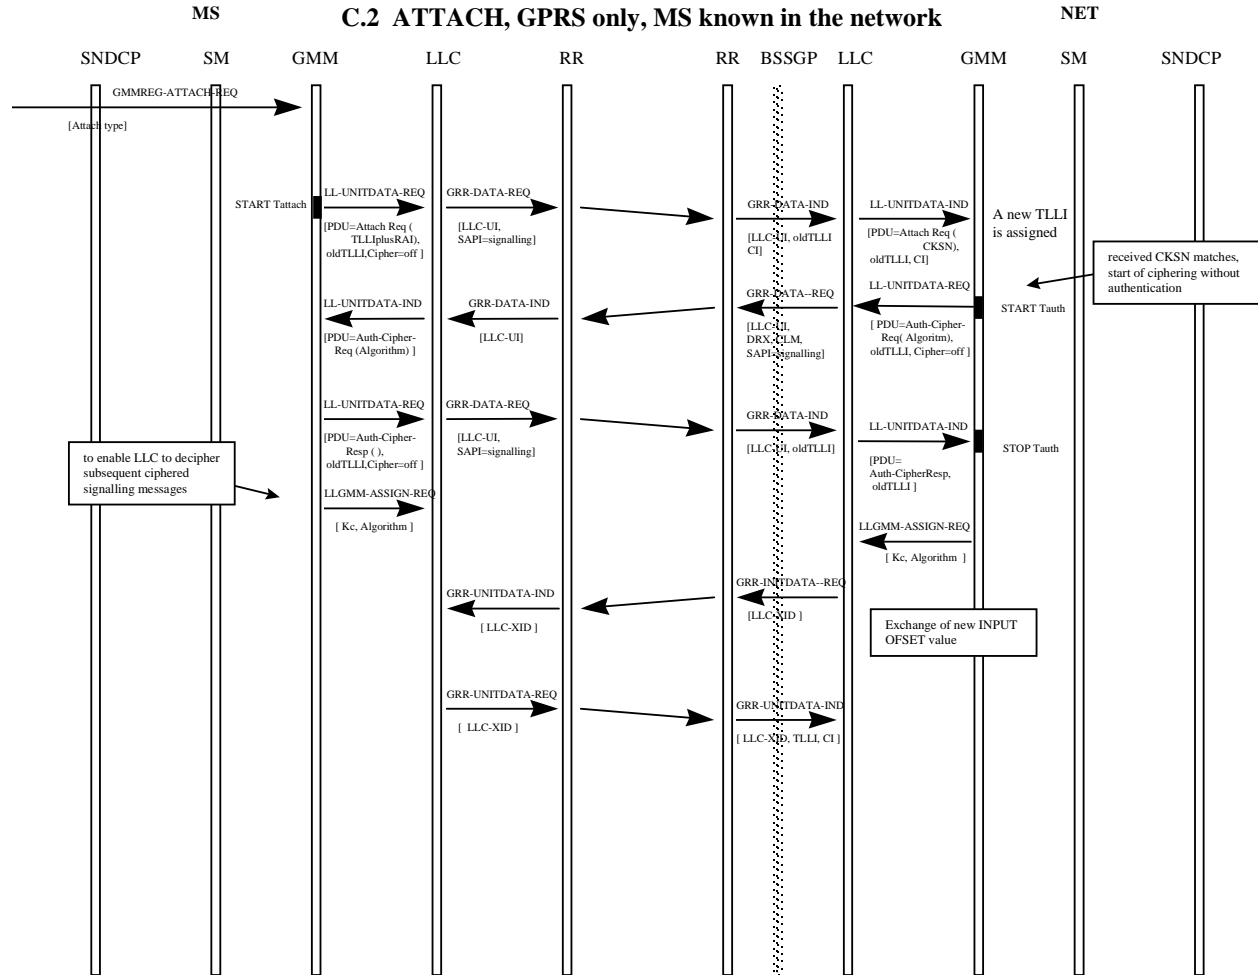 MS
C.2 ATTACH, GPRS only, MS known in the network
NET
SNDCP
SM
GMM
LLC
RR
RR
BSSGP
LLC
GMM
SM
SNDCP
GMMREG-ATTACH-REQ
[Attach type]
START Tattach
LL-UNITDATA-REQ
[PDU=Attach Req (
TLLIplusRAI),
oldTLLI,Cipher=off ]
GRR-DATA-REQ
[LLC-UI,
SAPI=signalling]
GRR-DATA-IND
[LLC-UI, oldTLLI
CI]
LL-UNITDATA-IND
[PDU=Attach Req (
CKSN),
oldTLLI, CI]
A new TLLI
is assigned
received CKSN matches,
start of ciphering without
authentication
LL-UNITDATA-IND
[PDU=Auth-Cipher-
Req (Algorithm) ]
GRR-DATA-IND
[LLC-UI]
GRR-DATA--REQ
[LLC-UI,
DRX, CLM,
SAPI=signalling]
LL-UNITDATA-REQ
[ PDU=Auth-Cipher-
Req( Algoritm),
oldTLLI, Cipher=off ]
START Tauth
LL-UNITDATA-REQ
[PDU=Auth-Cipher-
Resp ( ),
oldTLLI,Cipher=off ]
GRR-DATA-REQ
[LLC-UI,
SAPI=signalling]
GRR-DATA-IND
[LLC-UI, oldTLLI]
LL-UNITDATA-IND
[PDU=
Auth-CipherResp,
oldTLLI ]
STOP Tauth
to enable LLC to decipher
subsequent ciphered
signalling messages
LLGMM-ASSIGN-REQ
[ Kc, Algorithm ]
LLGMM-ASSIGN-REQ
[ Kc, Algorithm ]
GRR-UNITDATA-IND
[ LLC-XID ]
GRR-INITDATA--REQ
[LLC-XID ]
Exchange of new INPUT
OFSET value
GRR-UNITDATA-REQ
[ LLC-XID ]
GRR-UNITDATA-IND
[ LLC-XID, TLLI, CI ]